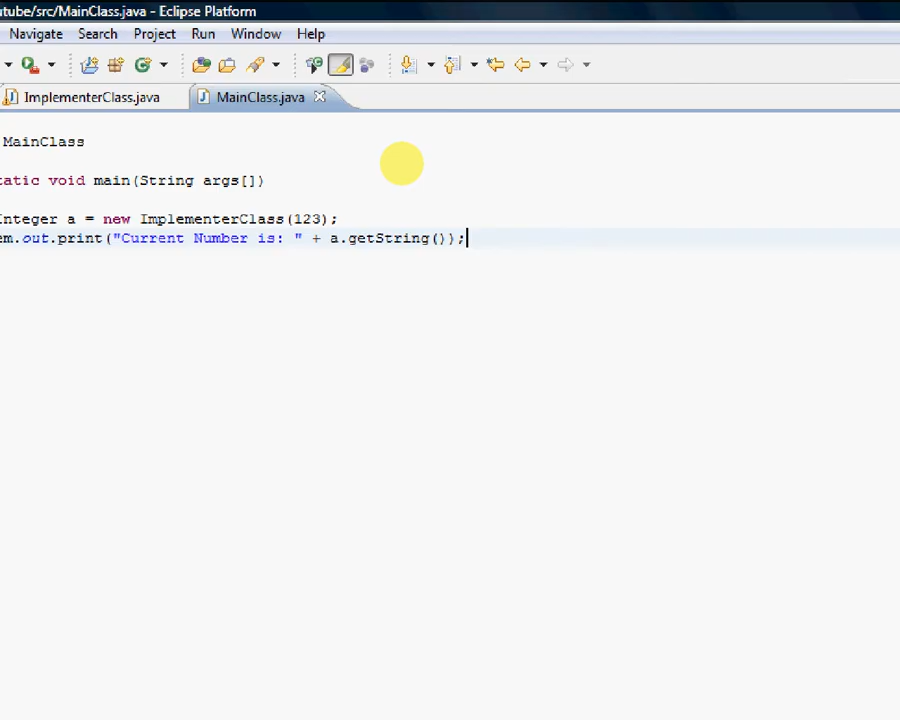 utube/src/MainClass.java - Eclipse Platform
Navigate Search Project Run Window Help
ImplementerClass.java MainClass.java
MainClass
tatic void main(String args[])
Integer a = new ImplementerClass(123);
em.out.print("Current Number is: " + a.getString());